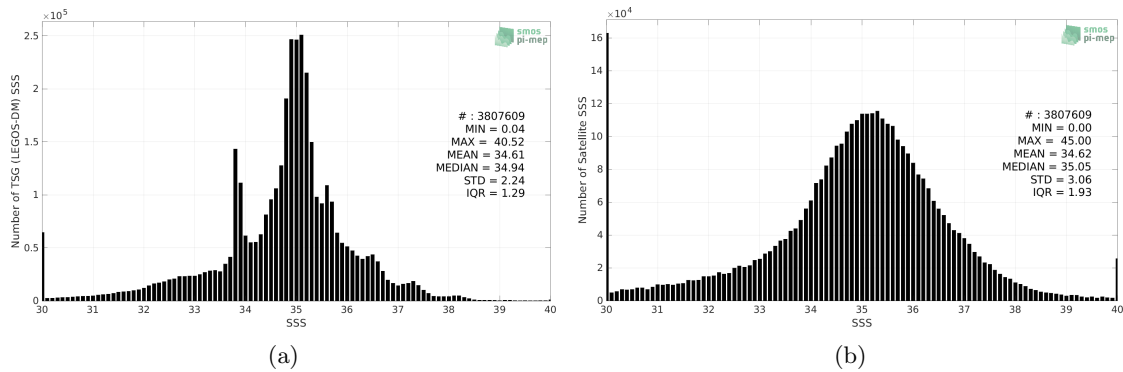 ×10⁵
2.5
2
1.5
1
0.5
0
30 31 32 33 34 35 36 37 38 39 40
SSS
Number of TSG (LEGOS-DM) SSS
smos
pi-mep
# : 3807609
MIN = 0.04
MAX = 40.52
MEAN = 34.61
MEDIAN = 34.94
STD = 2.24
IQR = 1.29
(a)
×10⁴
16
14
12
10
8
6
4
2
0
30 31 32 33 34 35 36 37 38 39 40
SSS
Number of Satellite SSS
smos
pi-mep
# : 3807609
MIN = 0.00
MAX = 45.00
MEAN = 34.62
MEDIAN = 35.05
STD = 3.06
IQR = 1.93
(b)